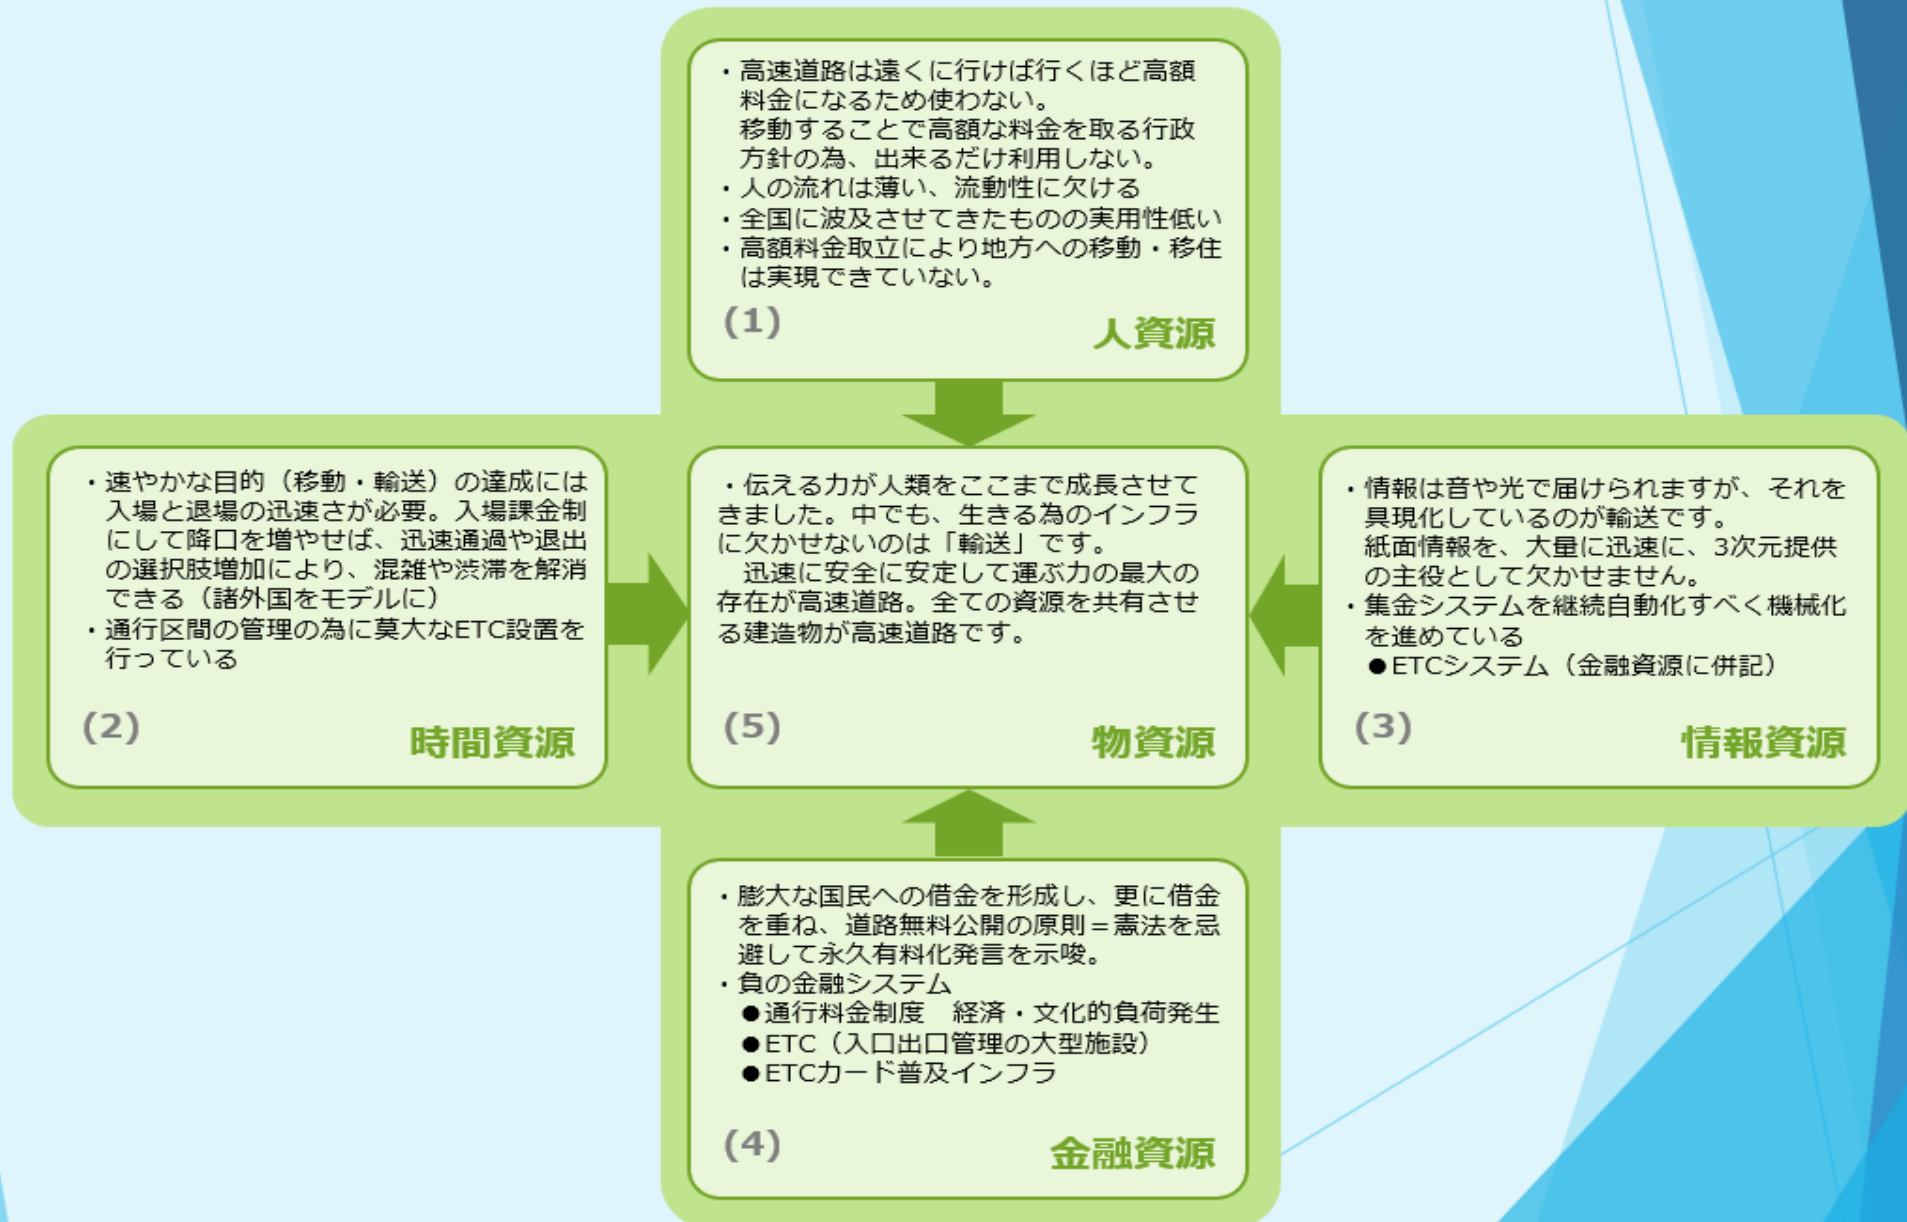 ・高速道路は遠くに行けば行くほど高額
料金になるため使わない。
移動することで高額な料金を取る行政
方針の為、出来るだけ利用しない。
・人の流れは薄い、流動性に欠ける
・全国に波及させてきたものの実用性低い
・高額料金取立により地方への移動・移住
は実現できていない。
(1)
人資源
・速やかな目的（移動・輸送）の達成には
入場と退場の迅速さが必要。入場課金制
にして降口を増やせば、迅速通過や退出
の選択肢増加により、混雑や渋滞を解消
できる（諸外国をモデルに）
・通行区間の管理の為に莫大なETC設置を
行っている
(2)
時間資源
・伝える力が人類をここまで成長させて
きました。中でも、生きる為のインフラ
に欠かせないのは「輸送」です。
迅速に安全に安定して運ぶ力の最大の
存在が高速道路。全ての資源を共有させ
る建造物が高速道路です。
(5)
物資源
・情報は音や光で届けられますが、それを
具現化しているのが輸送です。
紙面情報を、大量に迅速に、3次元提供
の主役として欠かせません。
・集金システムを継続自動化すべく機械化
を進めている
●ETCシステム（金融資源に併記）
(3)
情報資源
・膨大な国民への借金を形成し、更に借金
を重ね、道路無料公開の原則＝憲法を忌
避して永久有料化発言を示唆。
・負の金融システム
●通行料金制度　経済・文化的負荷発生
●ETC（入口出口管理の大型施設）
●ETCカード普及インフラ
(4)
金融資源